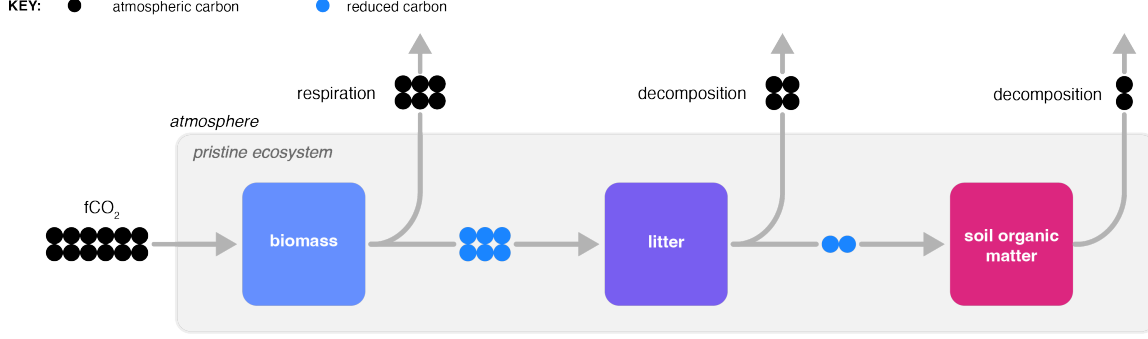 KEY: atmospheric carbon reduced carbon
respiration
decomposition
decomposition
atmosphere
pristine ecosystem
fCO₂
biomass
litter
soil organic
matter